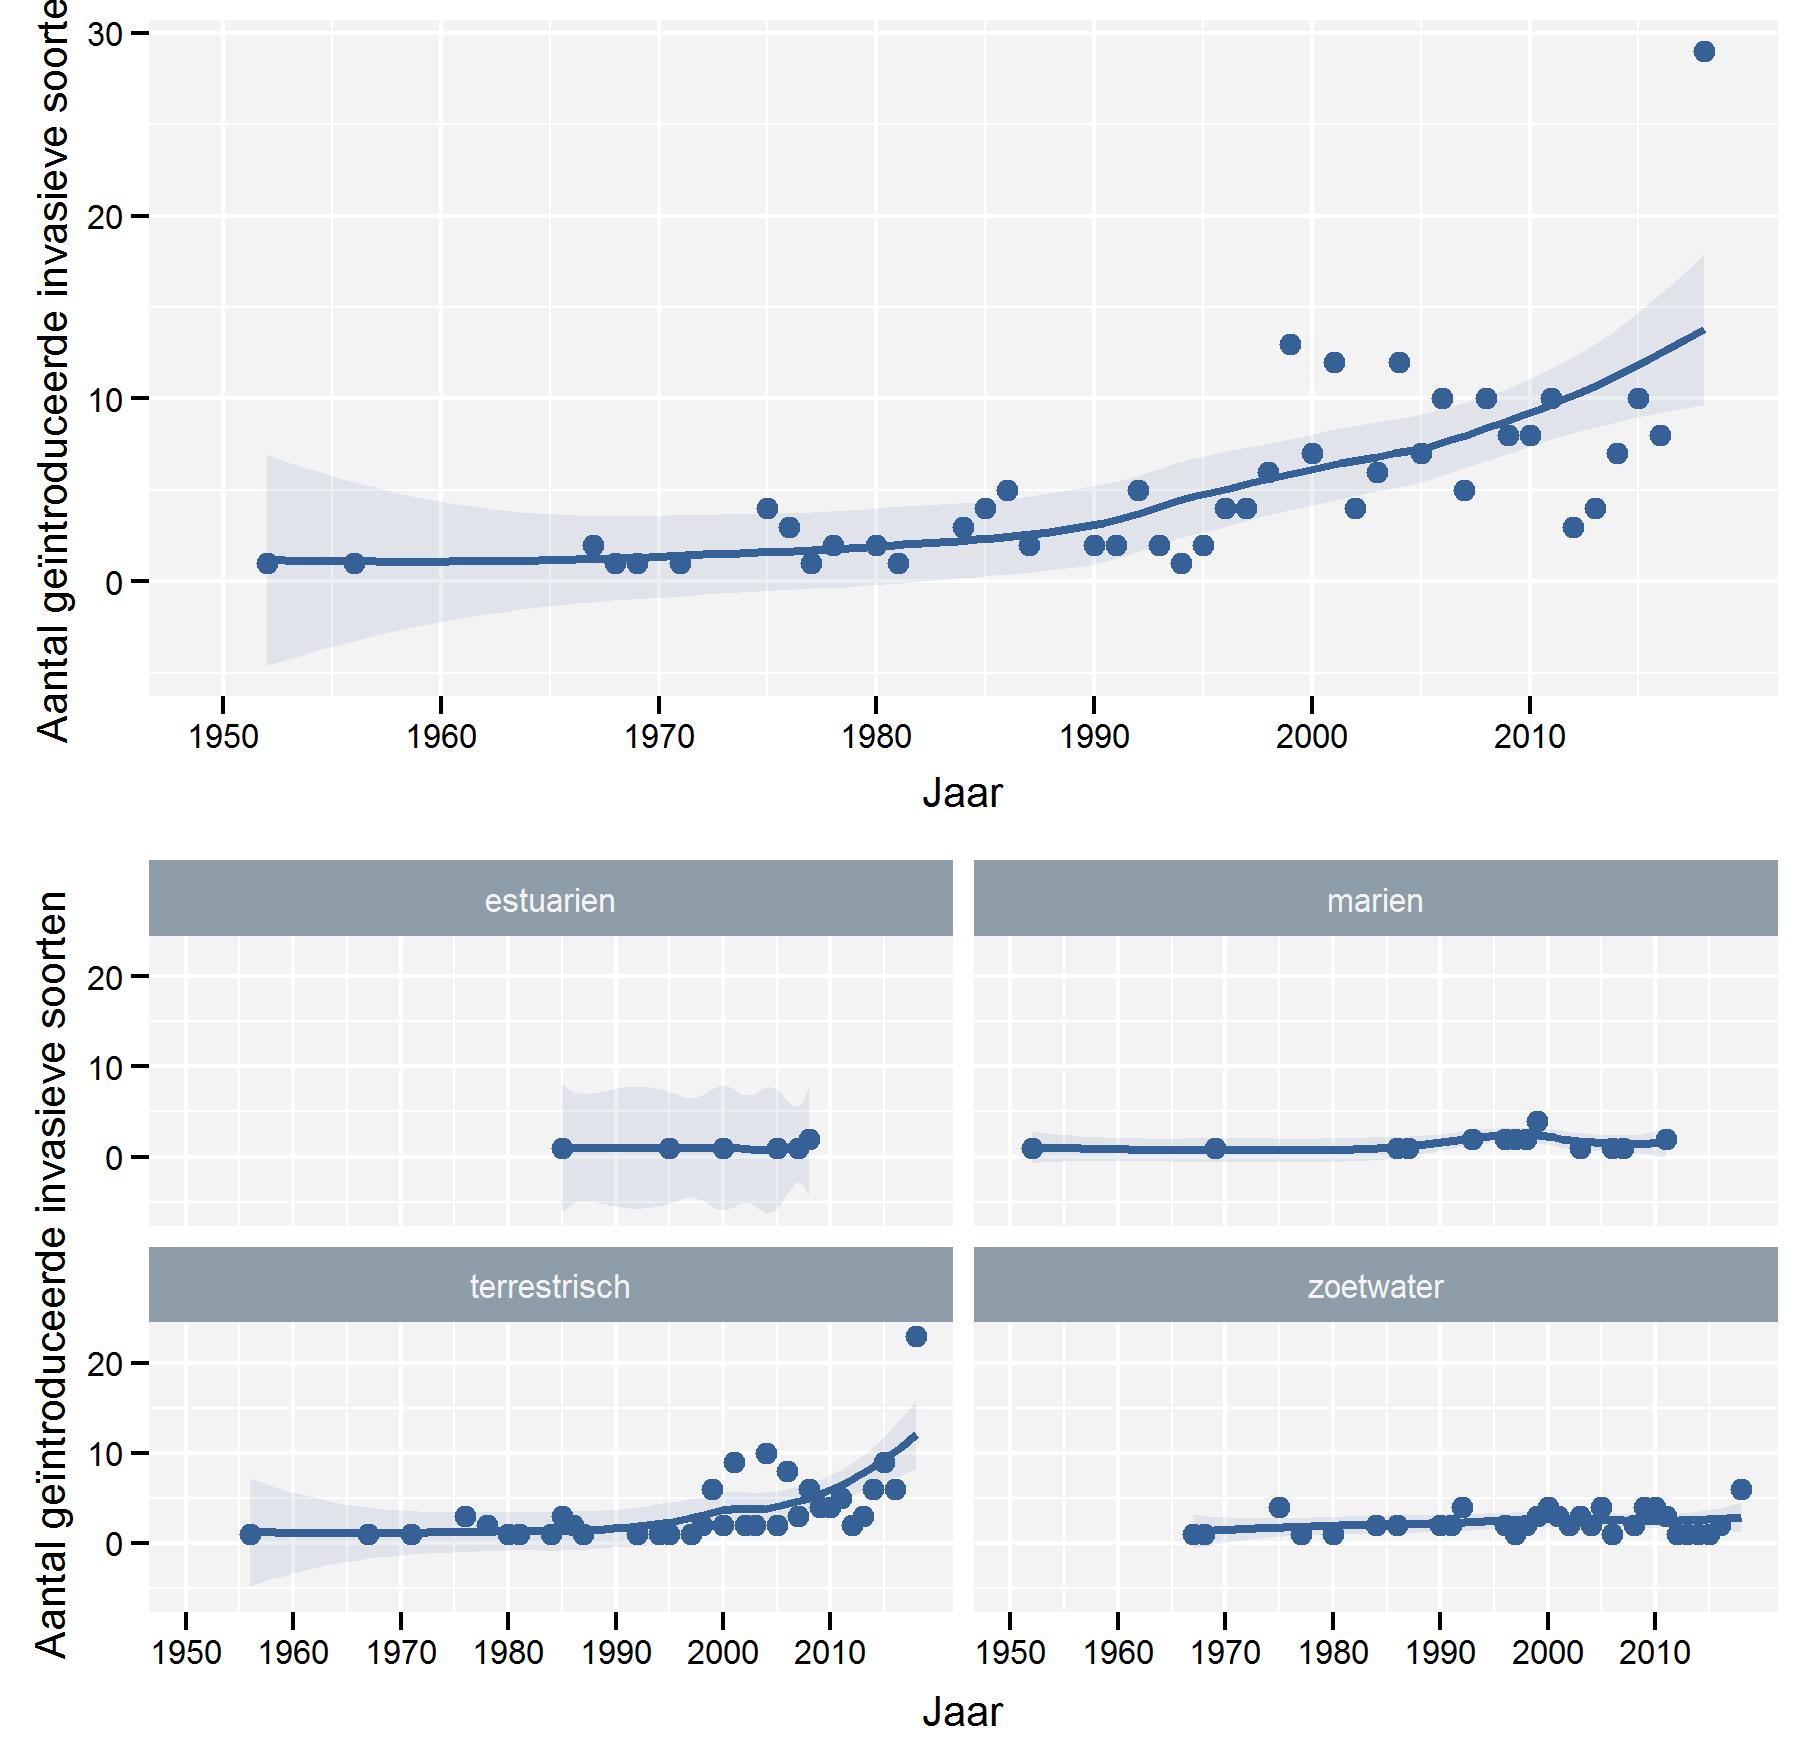 Aantal geïntroduceerde invasieve soorte
30
20
10
0
1950 1960 1970 1980 1990 2000 2010
Jaar
Aantal geïntroduceerde invasieve soorten
estuarien marien
20
10
0
terrestrisch zoetwater
20
10
0
1950 1960 1970 1980 1990 2000 2010 1950 1960 1970 1980 1990 2000 2010
Jaar